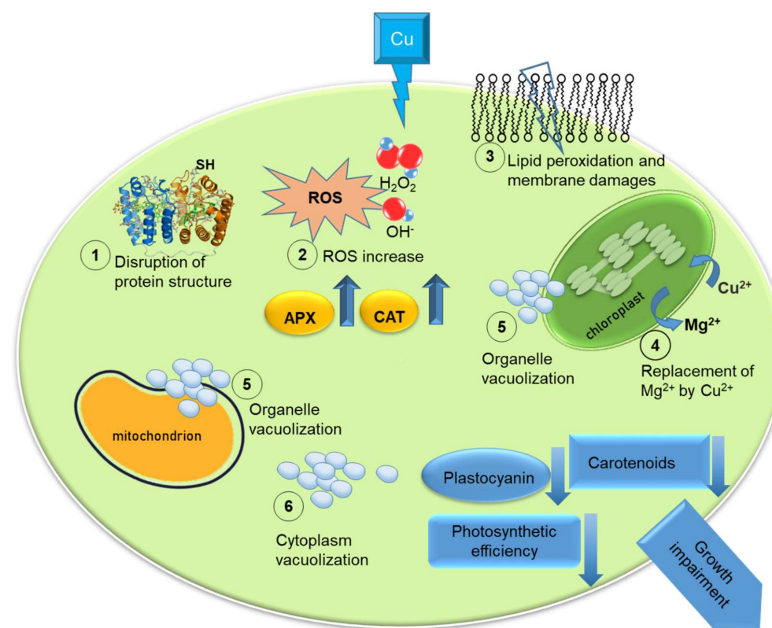 Cu
SH
1
Disruption of
protein structure
ROS
H₂O₂
OH⁻
2
ROS increase
APX
CAT
3
Lipid peroxidation and
membrane damages
chloroplast
Cu²⁺
Mg²⁺
4
Replacement of
Mg²⁺ by Cu²⁺
5
Organelle
vacuolization
mitochondrion
5
Organelle
vacuolization
6
Cytoplasm
vacuolization
Plastocyanin
Carotenoids
Photosynthetic
efficiency
Growth
impairment